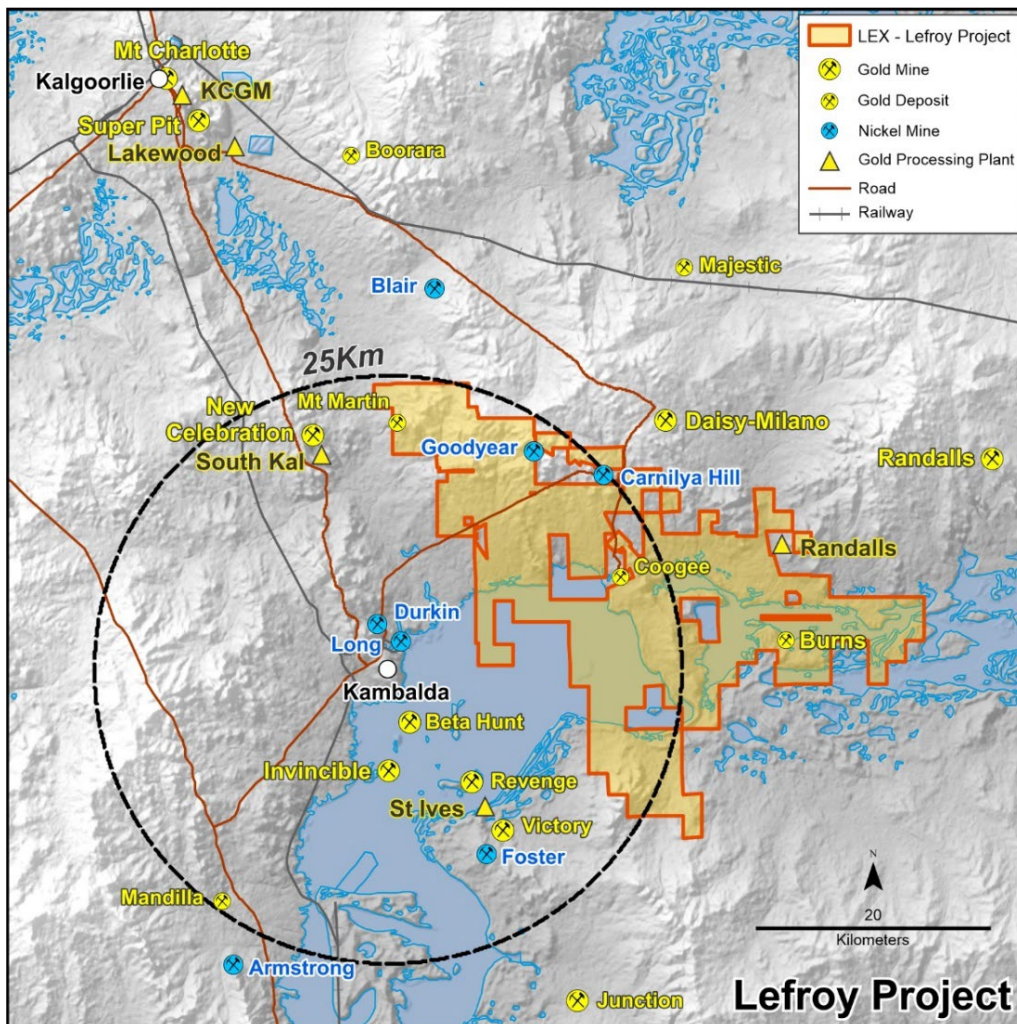 Mt Charlotte
Kalgoorlie
KCGM
Super Pit
Lakewood
Boorara
LEX - Lefroy Project
Gold Mine
Gold Deposit
Nickel Mine
Gold Processing Plant
Road
Railway
Majestic
Blair
25Km
Mt Martin
New
Celebration
South Kal
Goodyear
Carnilya Hill
Daisy-Milano
Randalls
Randalls
Coogee
Burns
Durkin
Long
Kambalda
Beta Hunt
Invincible
Revenge
St Ives
Victory
Foster
Mandilla
Armstrong
Junction
N
20
Kilometers
Lefroy Project